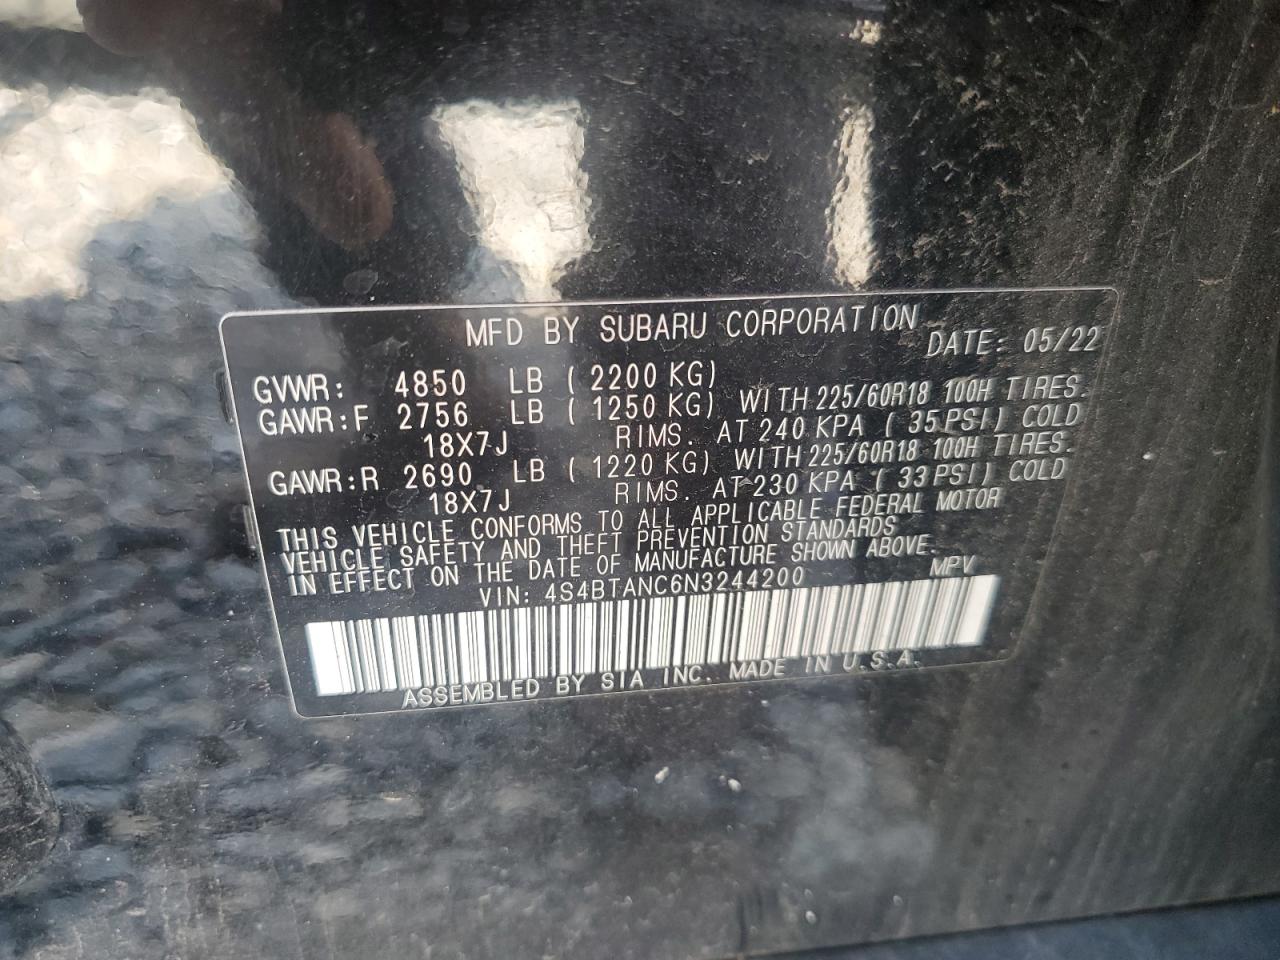 MFD BY SUBARU CORPORATION DATE: 05/22
GVWR: 4850 LB ( 2200 KG)
GAWR:F 2756 LB ( 1250 KG) WITH 225/60R18 100H TIRES.
18X7J RIMS. AT 240 KPA ( 35 PSI) COLD
GAWR:R 2690 LB ( 1220 KG) WITH 225/60R18 100H TIRES.
18X7J RIMS. AT 230 KPA ( 33 PSI) COLD
THIS VEHICLE CONFORMS TO ALL APPLICABLE FEDERAL MOTOR
VEHICLE SAFETY AND THEFT PREVENTION STANDARDS
IN EFFECT ON THE DATE OF MANUFACTURE SHOWN ABOVE.
VIN: 4S4BTANC6N3244200 MPV
ASSEMBLED BY SIA INC. MADE IN U.S.A.